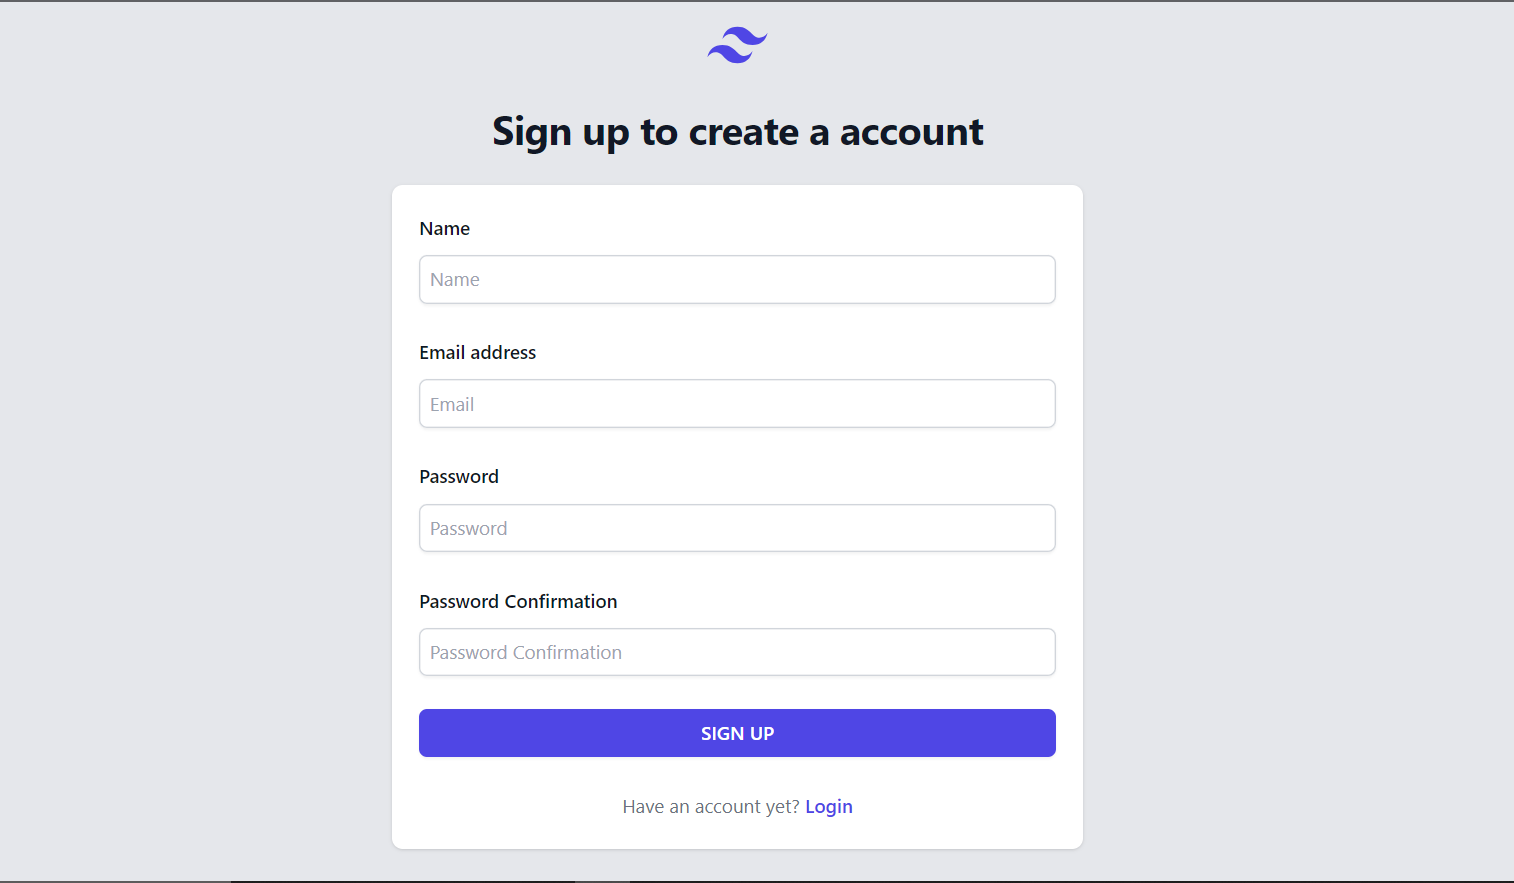 Sign up to create a account
Name
Name
Email address
Email
Password
Password
Password Confirmation
Password Confirmation
SIGN UP
Have an account yet? Login